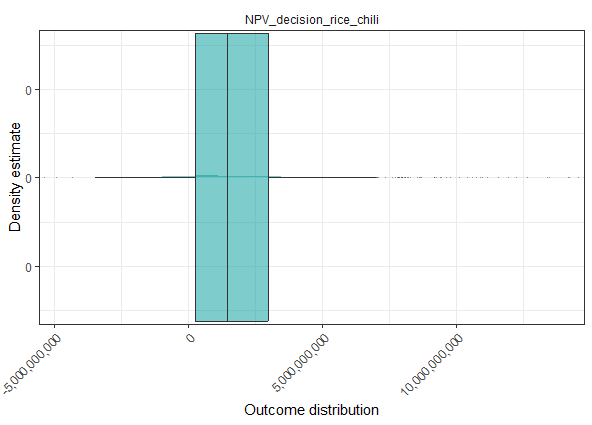 NPV_decision_rice_chili
Density estimate
0
0
0
-5,000,000,000
0
5,000,000,000
10,000,000,000
Outcome distribution